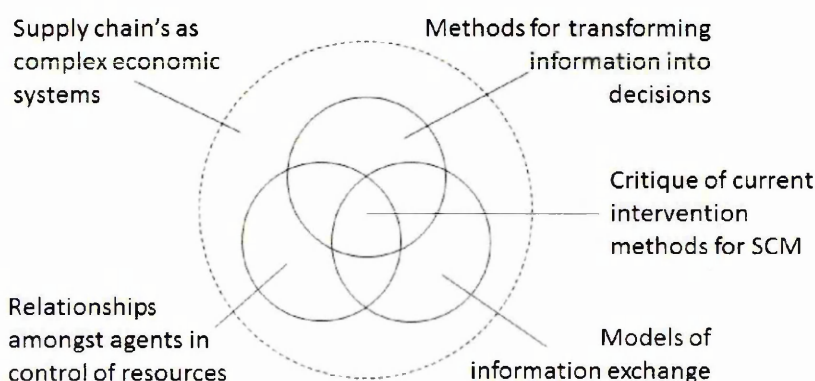 Supply chain's as
complex economic
systems
Methods for transforming
information into
decisions
Critique of current
intervention
methods for SCM
Relationships
amongst agents in
control of resources
Models of
information exchange